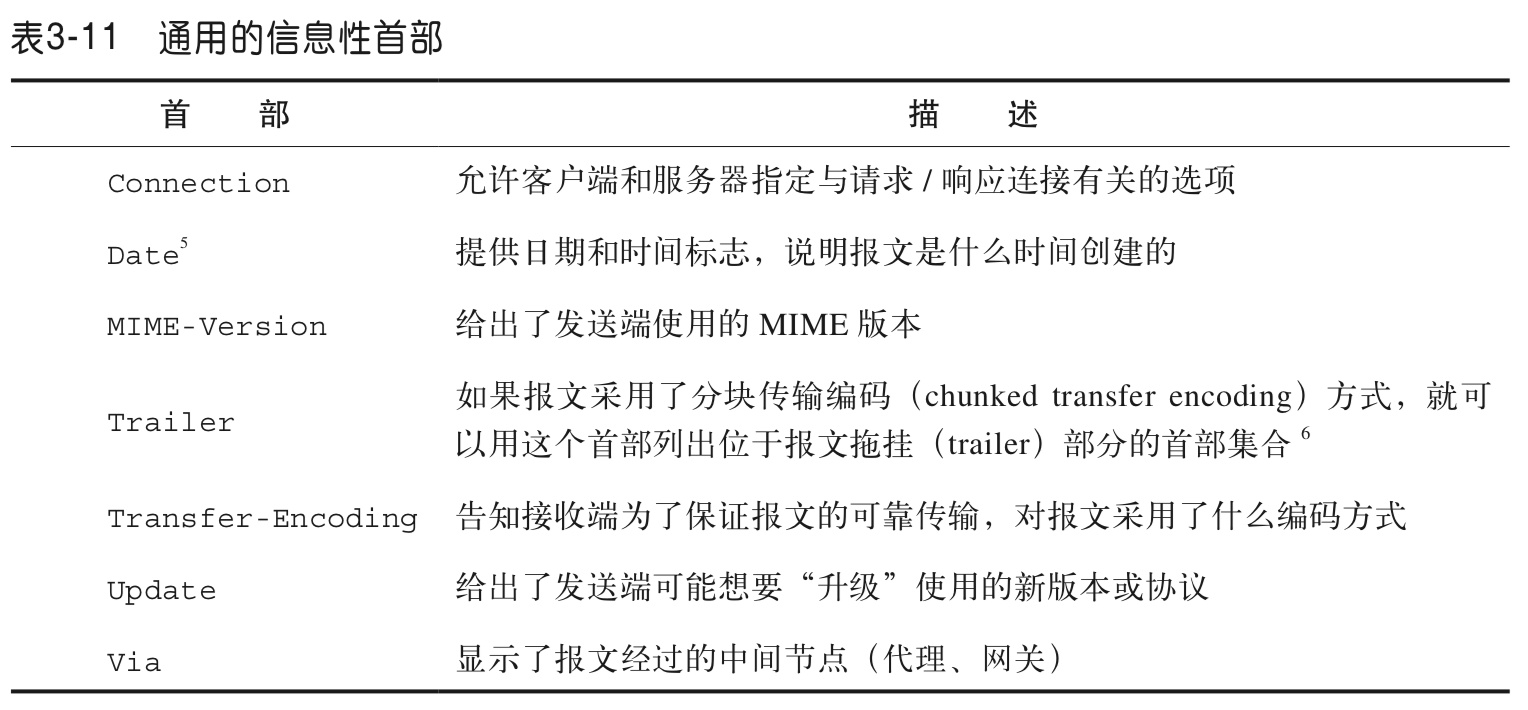 表3-11 通用的信息性首部
首 部 描 述
Connection 允许客户端和服务器指定与请求 / 响应连接有关的选项
Date5 提供日期和时间标志，说明报文是什么时间创建的
MIME-Version 给出了发送端使用的 MIME 版本
Trailer 如果报文采用了分块传输编码（chunked transfer encoding）方式，就可
以用这个首部列出位于报文拖挂（trailer）部分的首部集合 6
Transfer-Encoding 告知接收端为了保证报文的可靠传输，对报文采用了什么编码方式
Update 给出了发送端可能想要“升级”使用的新版本或协议
Via 显示了报文经过的中间节点（代理、网关）